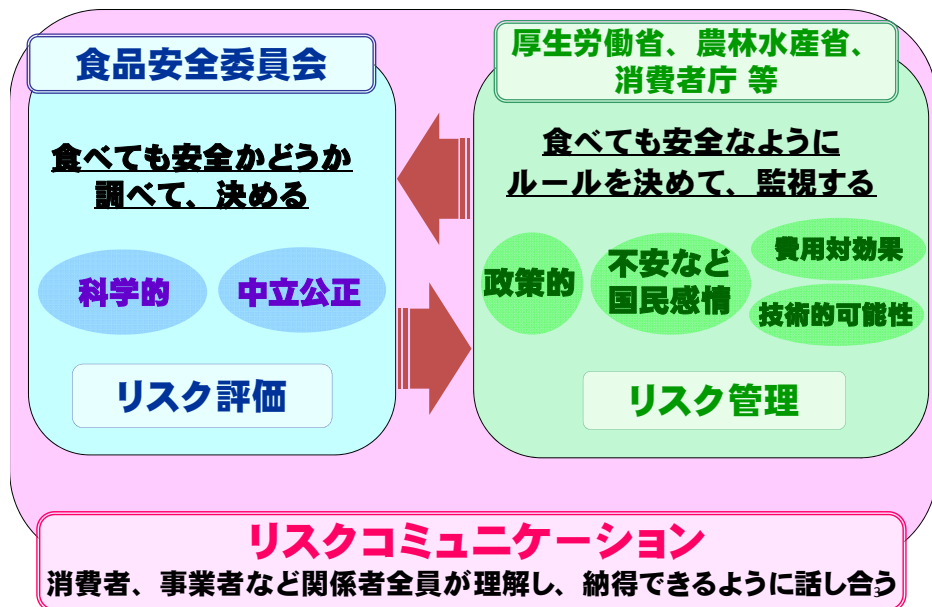 食品安全委員会
食べても安全かどうか
調べて、決める
科学的
中立公正
リスク評価
厚生労働省、農林水産省、
消費者庁 等
食べても安全なように
ルールを決めて、監視する
政策的
不安など
国民感情
費用対効果
技術的可能性
リスク管理
リスクコミュニケーション
消費者、事業者など関係者全員が理解し、納得できるように話し合う
3